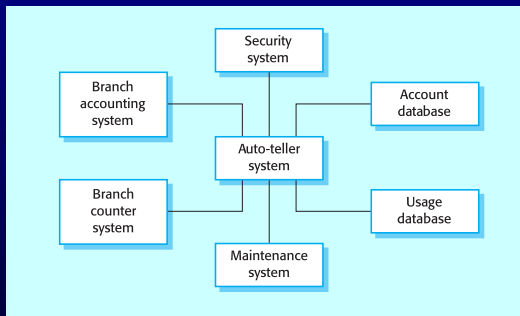 Security
system
Branch
accounting
system
Account
database
Auto-teller
system
Branch
counter
system
Usage
database
Maintenance
system